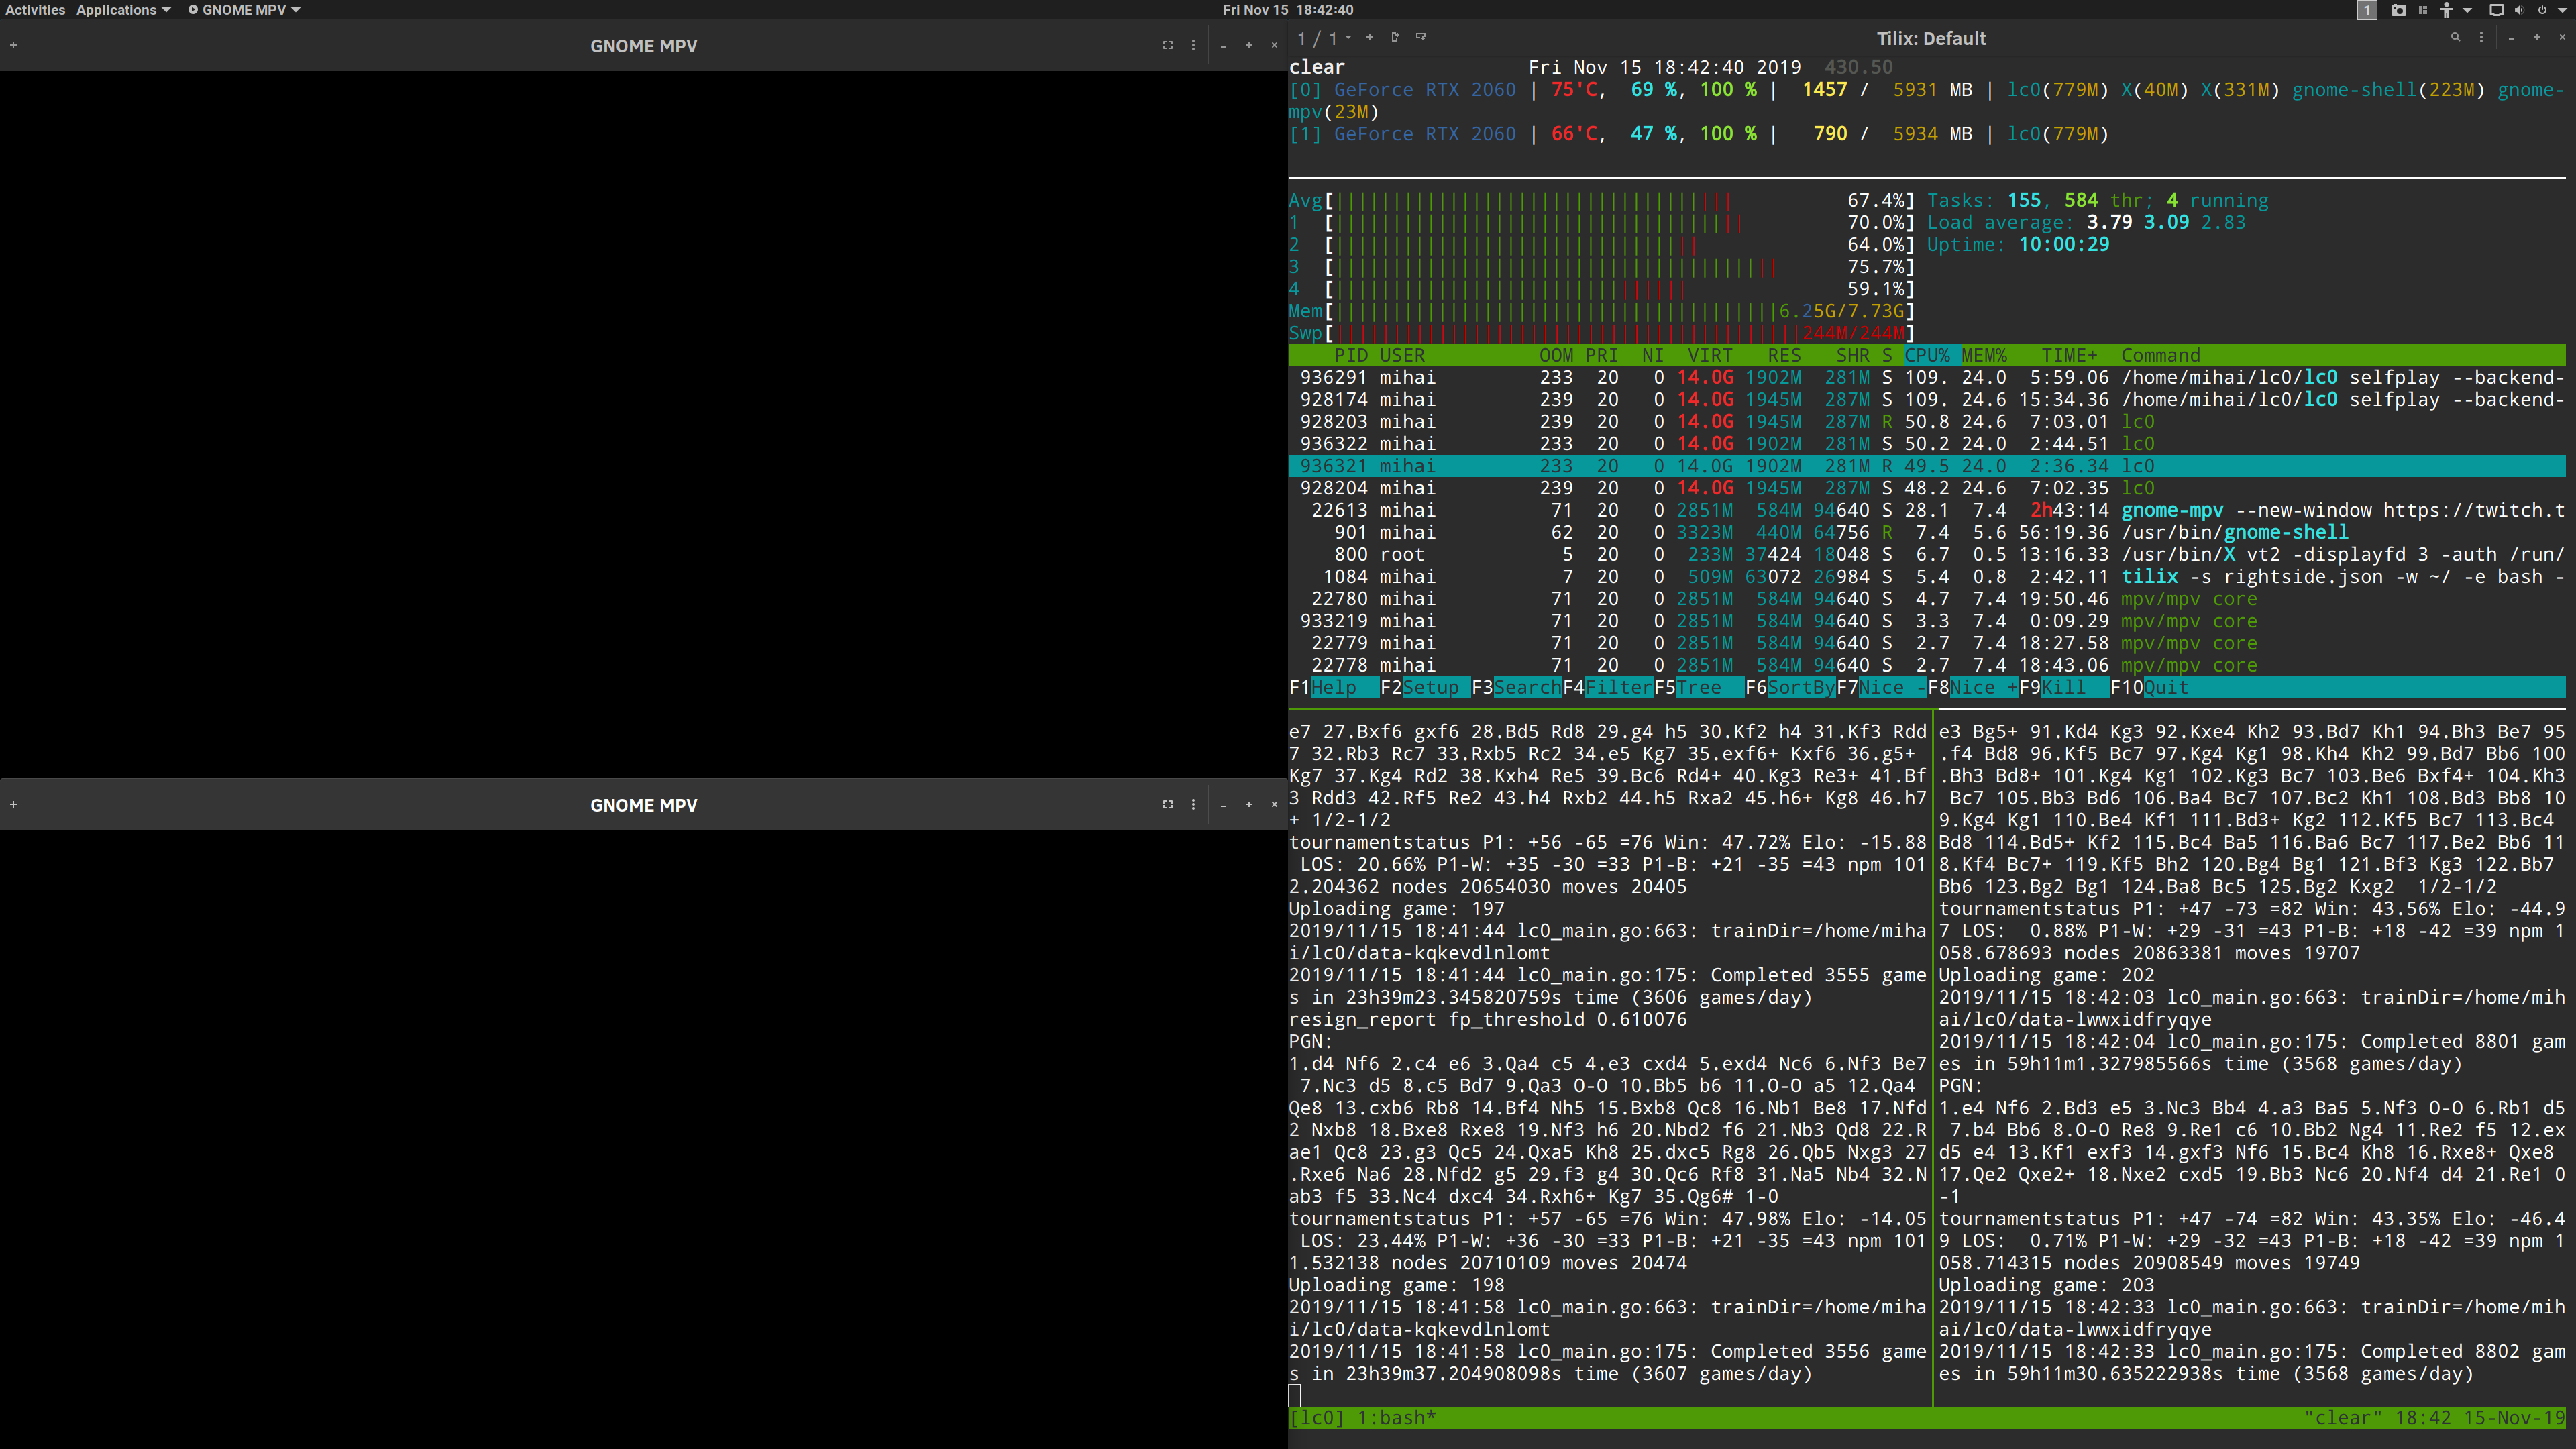 Activities Applications GNOME MPV Fri Nov 15 18:42:40 1
GNOME MPV
GNOME MPV
1 / 1 Tilix: Default
clear Fri Nov 15 18:42:40 2019 430.50
[0] GeForce RTX 2060 | 75'C, 69 %, 100 % | 1457 / 5931 MB | lc0(779M) X(40M) X(331M) gnome-shell(223M) gnome-
mpv(23M)
[1] GeForce RTX 2060 | 66'C, 47 %, 100 % | 790 / 5934 MB | lc0(779M)
Avg[ 67.4%] Tasks: 155, 584 thr; 4 running
1 [ 70.0%] Load average: 3.79 3.09 2.83
2 [ 64.0%] Uptime: 10:00:29
3 [ 75.7%]
4 [ 59.1%]
Mem[ 6.25G/7.73G]
Swp[ 244M/244M]
PID USER OOM PRI NI VIRT RES SHR S CPU% MEM% TIME+ Command
936291 mihai 233 20 0 14.0G 1902M 281M S 109. 24.0 5:59.06 /home/mihai/lc0/lc0 selfplay --backend-
928174 mihai 239 20 0 14.0G 1945M 287M S 109. 24.6 15:34.36 /home/mihai/lc0/lc0 selfplay --backend-
928203 mihai 239 20 0 14.0G 1945M 287M R 50.8 24.6 7:03.01 lc0
936322 mihai 233 20 0 14.0G 1902M 281M S 50.2 24.0 2:44.51 lc0
936321 mihai 233 20 0 14.0G 1902M 281M R 49.5 24.0 2:36.34 lc0
928204 mihai 239 20 0 14.0G 1945M 287M S 48.2 24.6 7:02.35 lc0
22613 mihai 71 20 0 2851M 584M 94640 S 28.1 7.4 2h43:14 gnome-mpv --new-window https://twitch.t
901 mihai 62 20 0 3323M 440M 64756 R 7.4 5.6 56:19.36 /usr/bin/gnome-shell
800 root 5 20 0 233M 37424 18048 S 6.7 0.5 13:16.33 /usr/bin/X vt2 -displayfd 3 -auth /run/
1084 mihai 7 20 0 509M 63072 26984 S 5.4 0.8 2:42.11 tilix -s rightside.json -w ~/ -e bash -
22780 mihai 71 20 0 2851M 584M 94640 S 4.7 7.4 19:50.46 mpv/mpv core
933219 mihai 71 20 0 2851M 584M 94640 S 3.3 7.4 0:09.29 mpv/mpv core
22779 mihai 71 20 0 2851M 584M 94640 S 2.7 7.4 18:27.58 mpv/mpv core
22778 mihai 71 20 0 2851M 584M 94640 S 2.7 7.4 18:43.06 mpv/mpv core
F1Help F2Setup F3SearchF4FilterF5Tree F6SortByF7Nice -F8Nice +F9Kill F10Quit
e7 27.Bxf6 gxf6 28.Bd5 Rd8 29.g4 h5 30.Kf2 h4 31.Kf3 Rdd
7 32.Rb3 Rc7 33.Rxb5 Rc2 34.e5 Kg7 35.exf6+ Kxf6 36.g5+
Kg7 37.Kg4 Rd2 38.Kxh4 Re5 39.Bc6 Rd4+ 40.Kg3 Re3+ 41.Bf
3 Rdd3 42.Rf5 Re2 43.h4 Rxb2 44.h5 Rxa2 45.h6+ Kg8 46.h7
+ 1/2-1/2
tournamentstatus P1: +56 -65 =76 Win: 47.72% Elo: -15.88
LOS: 20.66% P1-W: +35 -30 =33 P1-B: +21 -35 =43 npm 101
2.204362 nodes 20654030 moves 20405
Uploading game: 197
2019/11/15 18:41:44 lc0_main.go:663: trainDir=/home/miha
i/lc0/data-kqkevdlnlomt
2019/11/15 18:41:44 lc0_main.go:175: Completed 3555 game
s in 23h39m23.345820759s time (3606 games/day)
resign_report fp_threshold 0.610076
PGN:
1.d4 Nf6 2.c4 e6 3.Qa4 c5 4.e3 cxd4 5.exd4 Nc6 6.Nf3 Be7
7.Nc3 d5 8.c5 Bd7 9.Qa3 O-O 10.Bb5 b6 11.O-O a5 12.Qa4
Qe8 13.cxb6 Rb8 14.Bf4 Nh5 15.Bxb8 Qc8 16.Nb1 Be8 17.Nfd
2 Nxb8 18.Bxe8 Rxe8 19.Nf3 h6 20.Nbd2 f6 21.Nb3 Qd8 22.R
ae1 Qc8 23.g3 Qc5 24.Qxa5 Kh8 25.dxc5 Rg8 26.Qb5 Nxg3 27
.Rxe6 Na6 28.Nfd2 g5 29.f3 g4 30.Qc6 Rf8 31.Na5 Nb4 32.N
ab3 f5 33.Nc4 dxc4 34.Rxh6+ Kg7 35.Qg6# 1-0
tournamentstatus P1: +57 -65 =76 Win: 47.98% Elo: -14.05
LOS: 23.44% P1-W: +36 -30 =33 P1-B: +21 -35 =43 npm 101
1.532138 nodes 20710109 moves 20474
Uploading game: 198
2019/11/15 18:41:58 lc0_main.go:663: trainDir=/home/miha
i/lc0/data-kqkevdlnlomt
2019/11/15 18:41:58 lc0_main.go:175: Completed 3556 game
s in 23h39m37.204908098s time (3607 games/day)
e3 Bg5+ 91.Kd4 Kg3 92.Kxe4 Kh2 93.Bd7 Kh1 94.Bh3 Be7 95
.f4 Bd8 96.Kf5 Bc7 97.Kg4 Kg1 98.Kh4 Kh2 99.Bd7 Bb6 100
.Bh3 Bd8+ 101.Kg4 Kg1 102.Kg3 Bc7 103.Be6 Bxf4+ 104.Kh3
Bc7 105.Bb3 Bd6 106.Ba4 Bc7 107.Bc2 Kh1 108.Bd3 Bb8 10
9.Kg4 Kg1 110.Be4 Kf1 111.Bd3+ Kg2 112.Kf5 Bc7 113.Bc4
Bd8 114.Bd5+ Kf2 115.Bc4 Ba5 116.Ba6 Bc7 117.Be2 Bb6 11
8.Kf4 Bc7+ 119.Kf5 Bh2 120.Bg4 Bg1 121.Bf3 Kg3 122.Bb7
Bb6 123.Bg2 Bg1 124.Ba8 Bc5 125.Bg2 Kxg2 1/2-1/2
tournamentstatus P1: +47 -73 =82 Win: 43.56% Elo: -44.9
7 LOS: 0.88% P1-W: +29 -31 =43 P1-B: +18 -42 =39 npm 1
058.678693 nodes 20863381 moves 19707
Uploading game: 202
2019/11/15 18:42:03 lc0_main.go:663: trainDir=/home/mih
ai/lc0/data-lwwxidfryqye
2019/11/15 18:42:04 lc0_main.go:175: Completed 8801 gam
es in 59h11m1.327985566s time (3568 games/day)
PGN:
1.e4 Nf6 2.Bd3 e5 3.Nc3 Bb4 4.a3 Ba5 5.Nf3 O-O 6.Rb1 d5
7.b4 Bb6 8.O-O Re8 9.Re1 c6 10.Bb2 Ng4 11.Re2 f5 12.ex
d5 e4 13.Kf1 exf3 14.gxf3 Nf6 15.Bc4 Kh8 16.Rxe8+ Qxe8
17.Qe2 Qxe2+ 18.Nxe2 cxd5 19.Bb3 Nc6 20.Nf4 d4 21.Re1 0
-1
tournamentstatus P1: +47 -74 =82 Win: 43.35% Elo: -46.4
9 LOS: 0.71% P1-W: +29 -32 =43 P1-B: +18 -42 =39 npm 1
058.714315 nodes 20908549 moves 19749
Uploading game: 203
2019/11/15 18:42:33 lc0_main.go:663: trainDir=/home/mih
ai/lc0/data-lwwxidfryqye
2019/11/15 18:42:33 lc0_main.go:175: Completed 8802 gam
es in 59h11m30.635222938s time (3568 games/day)
[lc0] 1:bash* "clear" 18:42 15-Nov-19